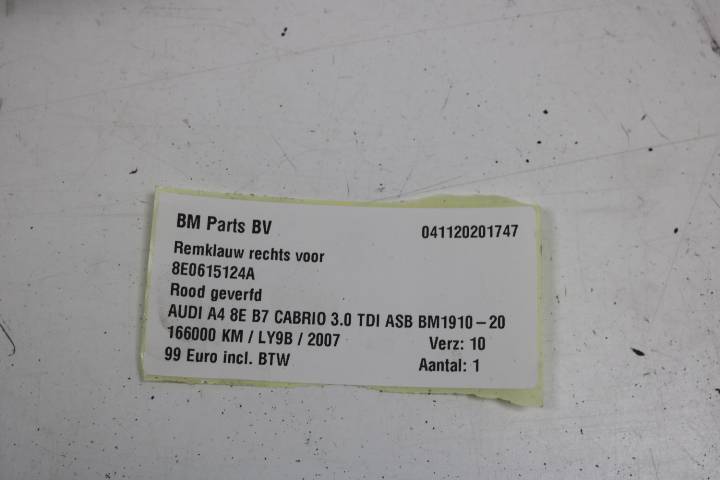 BM Parts BV 041120201747
Remklauw rechts voor
8E0615124A
Rood geverfd
AUDI A4 8E B7 CABRIO 3.0 TDI ASB BM1910-20
166000 KM / LY9B / 2007 Verz: 10
99 Euro incl. BTW Aantal: 1